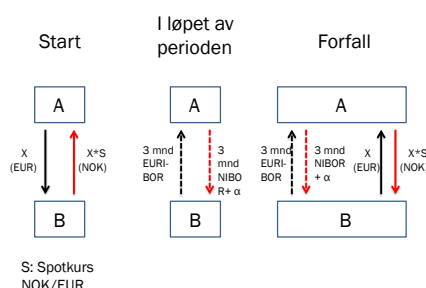 Start
I løpet av
perioden
Forfall
A
A
A
X
(EUR)
X*S
(NOK)
3 mnd
EURI-
BOR
3
mnd
NIBO
R+ α
3 mnd
EURI-
BOR
3 mnd
NIBOR
+ α
X
(EUR)
X*S
(NOK)
B
B
B
S: Spotkurs
NOK/EUR